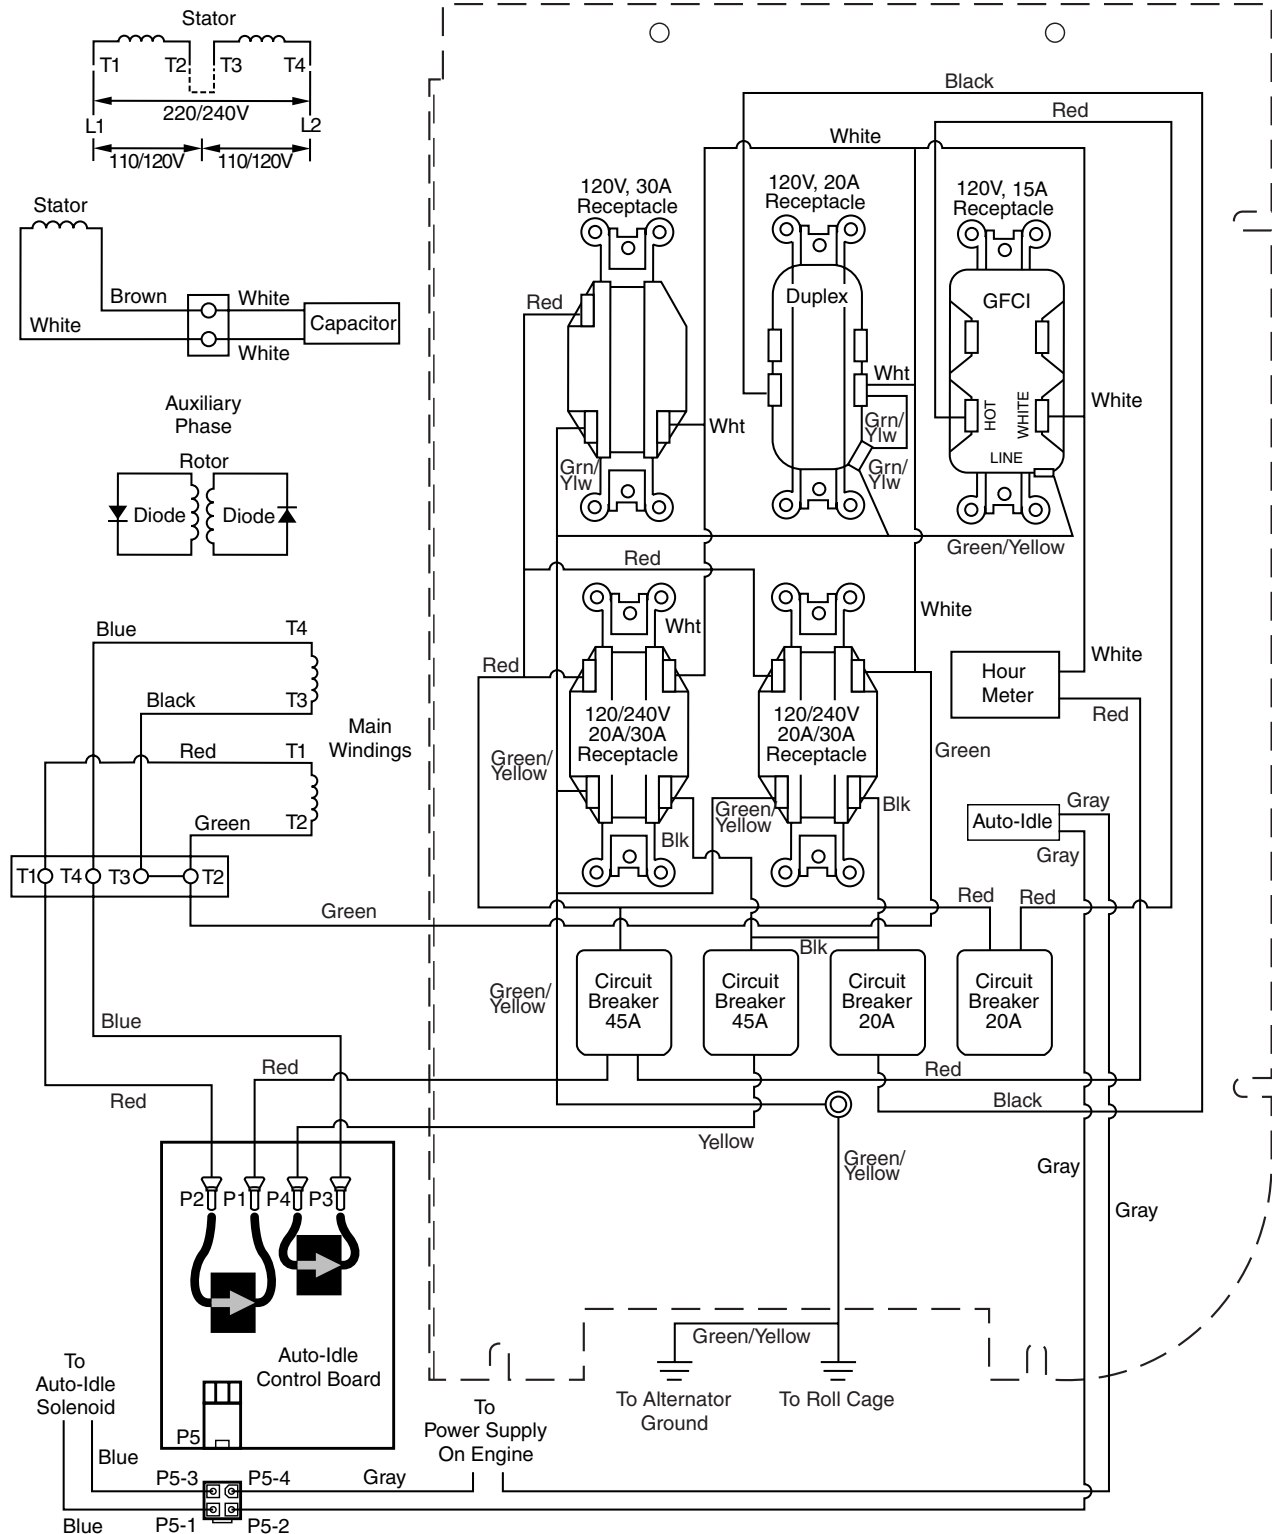 Stator
T1
T2
T3
T4
220/240V
L1
L2
110/120V
110/120V
Stator
Brown
White
White
White
Capacitor
Auxiliary
Phase
Rotor
Diode
Diode
Blue
T4
Black
T3
Main
Windings
Red
T1
Green
T2
T1
T4
T3
T2
Green
Blue
Red
Red
Black
Red
White
120V, 30A
Receptacle
120V, 20A
Receptacle
120V, 15A
Receptacle
Red
Duplex
GFCI
Wht
White
HOT
WHITE
LINE
Wht
Grn/
Ylw
Grn/
Ylw
Grn/
Ylw
Green/Yellow
Red
White
Wht
Red
White
Hour
Meter
Red
120/240V
20A/30A
Receptacle
120/240V
20A/30A
Receptacle
Green/
Yellow
Green
Green/
Yellow
Blk
Blk
Gray
Auto-Idle
Gray
Red
Red
Blk
Green/
Yellow
Circuit
Breaker
45A
Circuit
Breaker
45A
Circuit
Breaker
20A
Circuit
Breaker
20A
Red
Black
Yellow
Green/
Yellow
Gray
Gray
P2
P1
P4
P3
Auto-Idle
Control Board
P5
Green/Yellow
To Alternator
Ground
To Roll Cage
To
Auto-Idle
Solenoid
To
Power Supply
On Engine
Blue
P5-3
P5-4
Gray
Blue
P5-1
P5-2